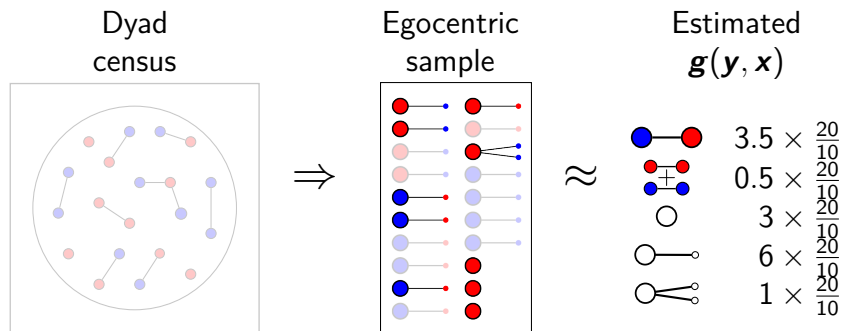 Dyad
census
⇒
Egocentric
sample
≈
Estimated
g(y, x)
3.5 × 20/10
+
0.5 × 20/10
3 × 20/10
6 × 20/10
1 × 20/10